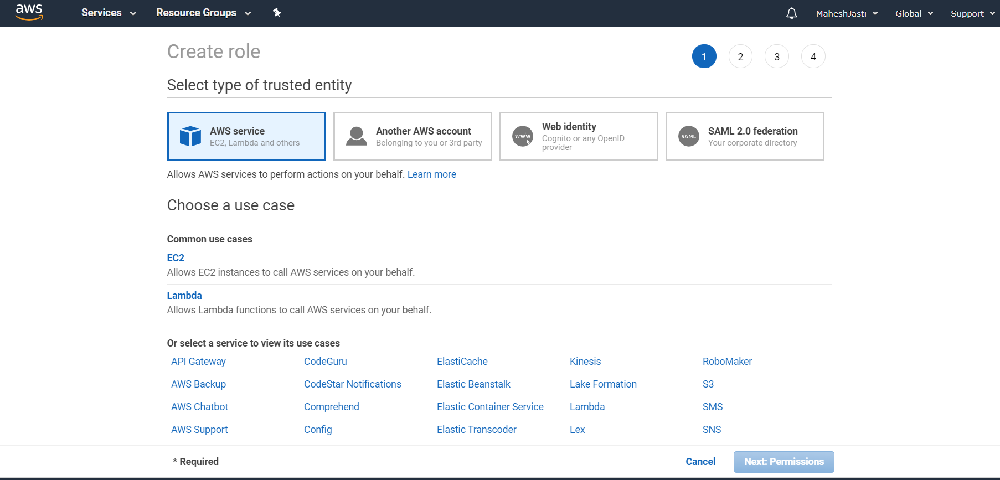 aws Services Resource Groups MaheshJasti Global Support
Create role
1 2 3 4
Select type of trusted entity
AWS service
EC2, Lambda and others
Another AWS account
Belonging to you or 3rd party
www
Web identity
Cognito or any OpenID
provider
SAML
SAML 2.0 federation
Your corporate directory
Allows AWS services to perform actions on your behalf. Learn more
Choose a use case
Common use cases
EC2
Allows EC2 instances to call AWS services on your behalf.
Lambda
Allows Lambda functions to call AWS services on your behalf.
Or select a service to view its use cases
API Gateway CodeGuru ElastiCache Kinesis RoboMaker
AWS Backup CodeStar Notifications Elastic Beanstalk Lake Formation S3
AWS Chatbot Comprehend Elastic Container Service Lambda SMS
AWS Support Config Elastic Transcoder Lex SNS
* Required Cancel Next: Permissions